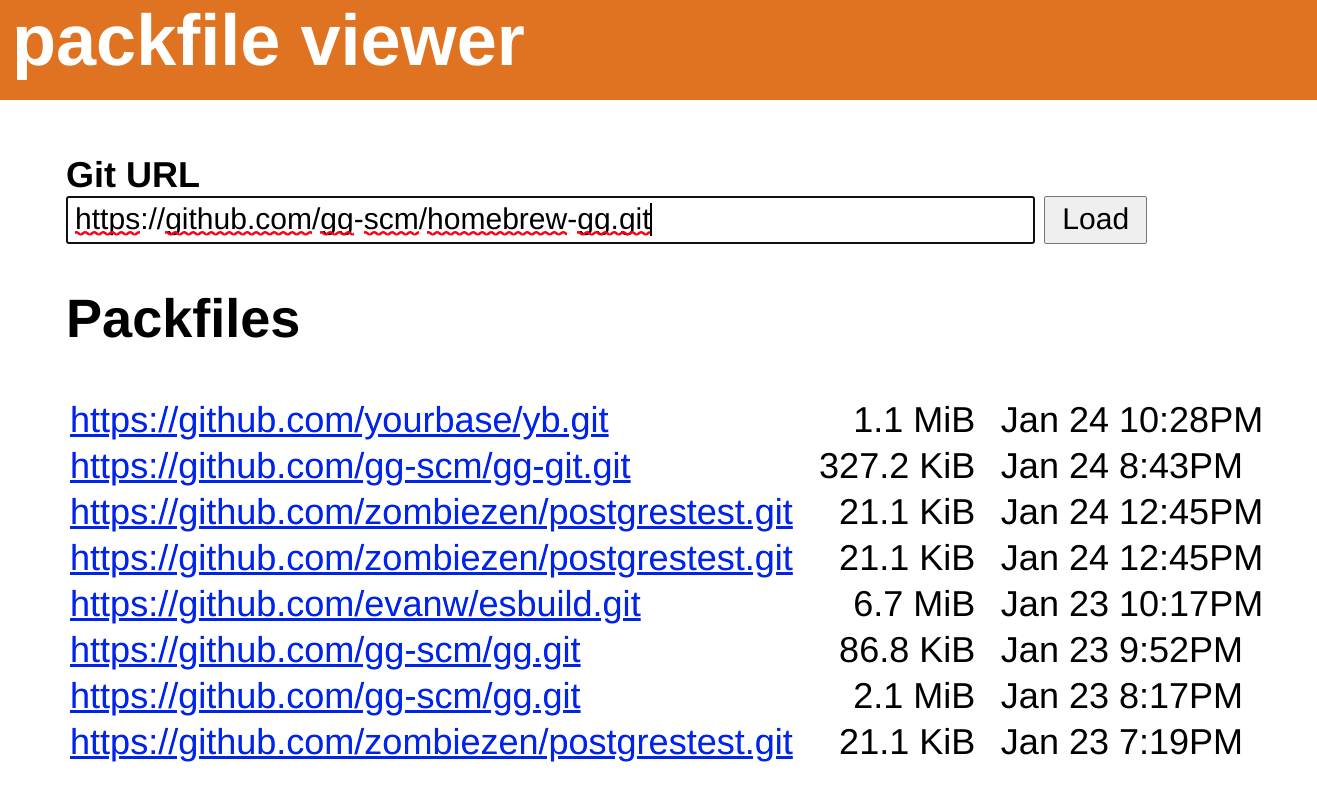 packfile viewer
Git URL
https://github.com/gg-scm/homebrew-gg.git Load
Packfiles
https://github.com/yourbase/yb.git 1.1 MiB Jan 24 10:28PM
https://github.com/gg-scm/gg-git.git 327.2 KiB Jan 24 8:43PM
https://github.com/zombiezen/postgrestest.git 21.1 KiB Jan 24 12:45PM
https://github.com/zombiezen/postgrestest.git 21.1 KiB Jan 24 12:45PM
https://github.com/evanw/esbuild.git 6.7 MiB Jan 23 10:17PM
https://github.com/gg-scm/gg.git 86.8 KiB Jan 23 9:52PM
https://github.com/gg-scm/gg.git 2.1 MiB Jan 23 8:17PM
https://github.com/zombiezen/postgrestest.git 21.1 KiB Jan 23 7:19PM